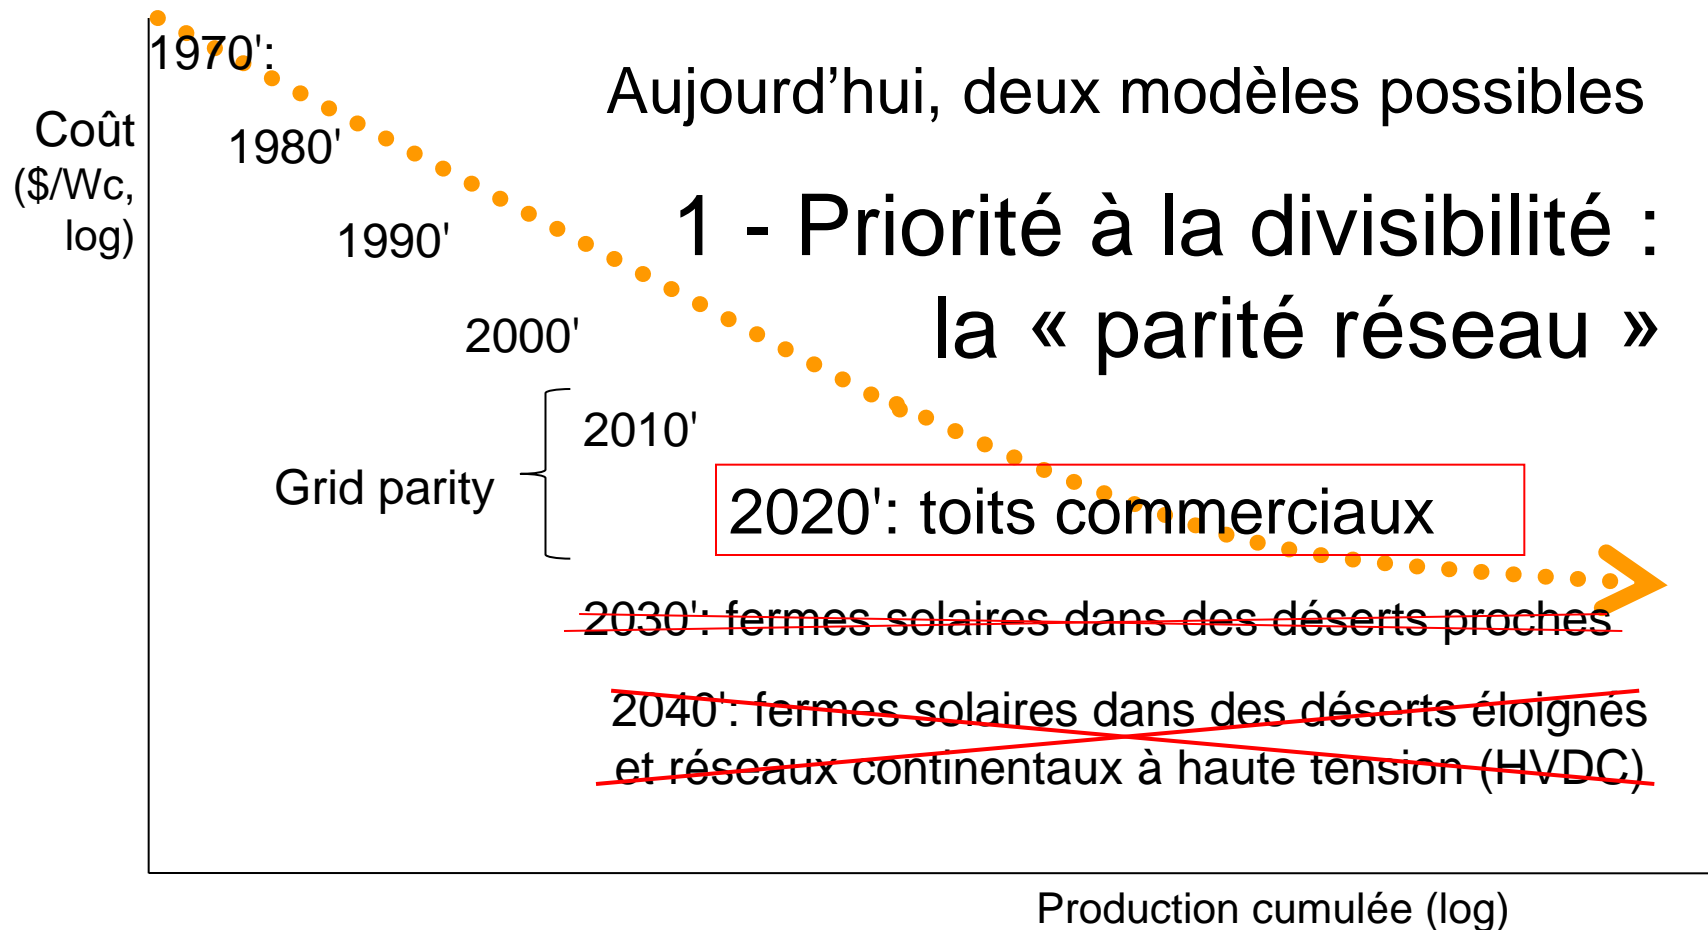 1970':
Aujourd’hui, deux modèles possibles
Coût
($/Wc,
log)
1980'
1990'
1 - Priorité à la divisibilité :
la « parité réseau »
2000'
2010'
Grid parity
2020': toits commerciaux
2030': fermes solaires dans des déserts proches
2040': fermes solaires dans des déserts éloignés
et réseaux continentaux à haute tension (HVDC)
Production cumulée (log)